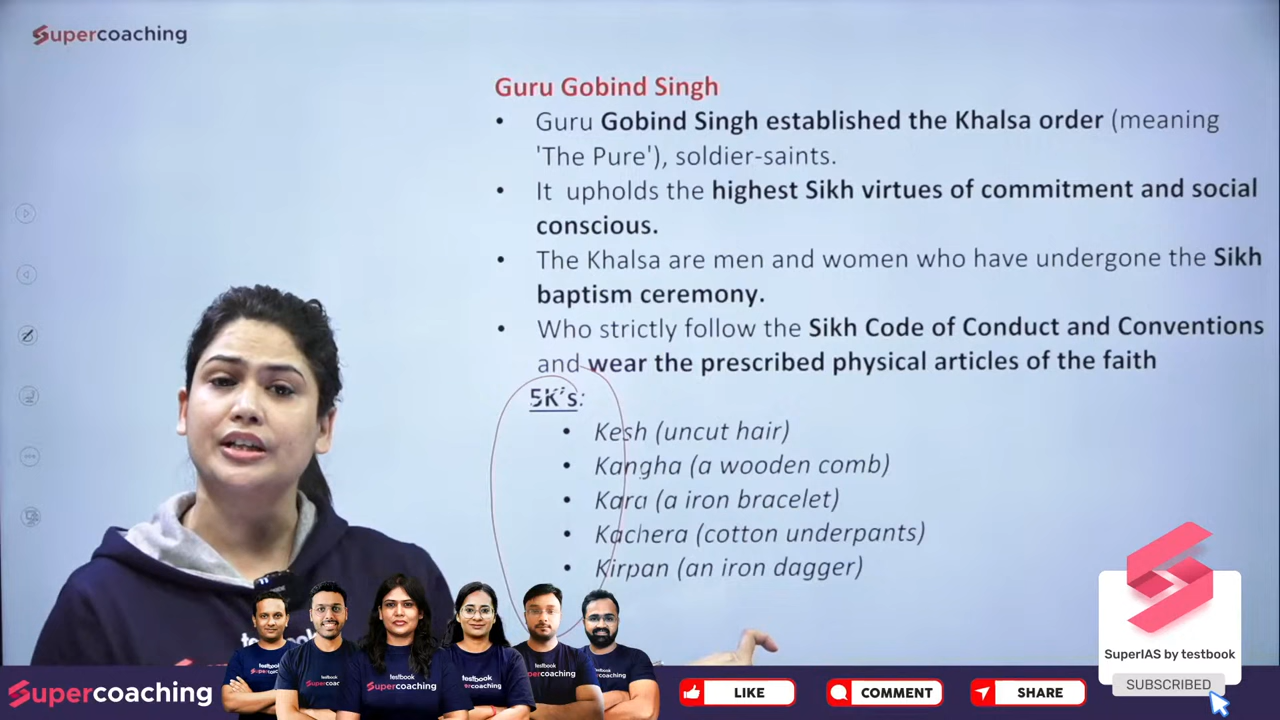 Supercoaching
Guru Gobind Singh
• Guru Gobind Singh established the Khalsa order (meaning
'The Pure'), soldier-saints.
• It upholds the highest Sikh virtues of commitment and social
conscious.
• The Khalsa are men and women who have undergone the Sikh
baptism ceremony.
• Who strictly follow the Sikh Code of Conduct and Conventions
and wear the prescribed physical articles of the faith
5K's:
• Kesh (uncut hair)
• Kangha (a wooden comb)
• Kara (a iron bracelet)
• Kachera (cotton underpants)
• Kirpan (an iron dagger)
SuperIAS by testbook
SUBSCRIBED
Supercoaching
LIKE
COMMENT
SHARE
testbook
Supercoaching
testbook
testbook